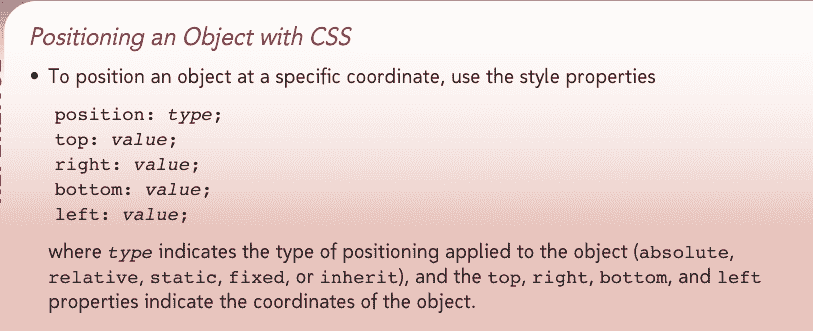 Positioning an Object with CSS
• To position an object at a specific coordinate, use the style properties
position: type;
top: value;
right: value;
bottom: value;
left: value;
where type indicates the type of positioning applied to the object (absolute,
relative, static, fixed, or inherit), and the top, right, bottom, and left
properties indicate the coordinates of the object.